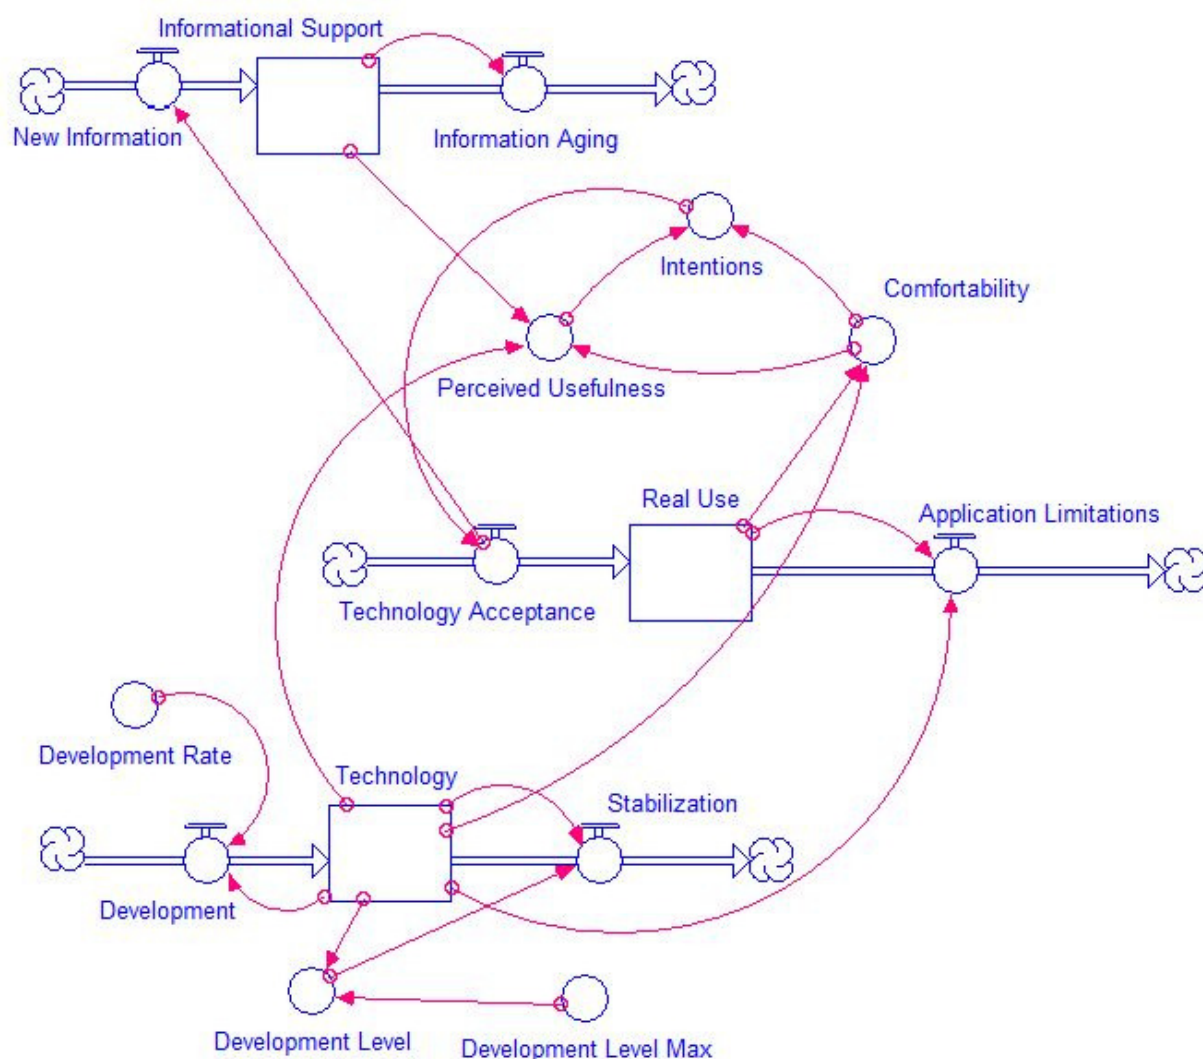 Informational Support
New Information
Information Aging
Intentions
Comfortability
Perceived Usefulness
Real Use
Application Limitations
Technology Acceptance
Development Rate
Technology
Stabilization
Development
Development Level
Development Level Max